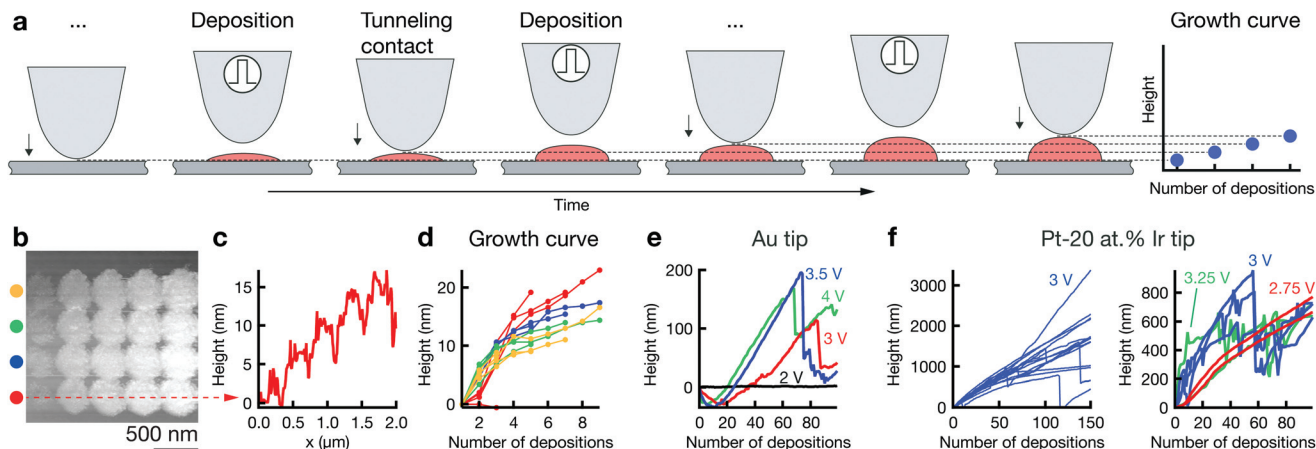 a
...
Deposition
Tunneling
contact
Deposition
...
Growth curve
Height
Number of depositions
Time
b
500 nm
c
Height (nm)
15
10
5
0
0.0
0.5
1.0
1.5
2.0
x (μm)
d
Growth curve
Height (nm)
20
10
0
2
4
6
8
Number of depositions
e
Au tip
Height (nm)
200
100
0
3.5 V
4 V
3 V
2 V
0
20
40
60
80
Number of depositions
f
Pt-20 at.% Ir tip
Height (nm)
3000
2000
1000
0
3 V
0
50
100
150
Number of depositions
Height (nm)
800
600
400
200
0
3.25 V
3 V
2.75 V
0
20
40
60
80
Number of depositions